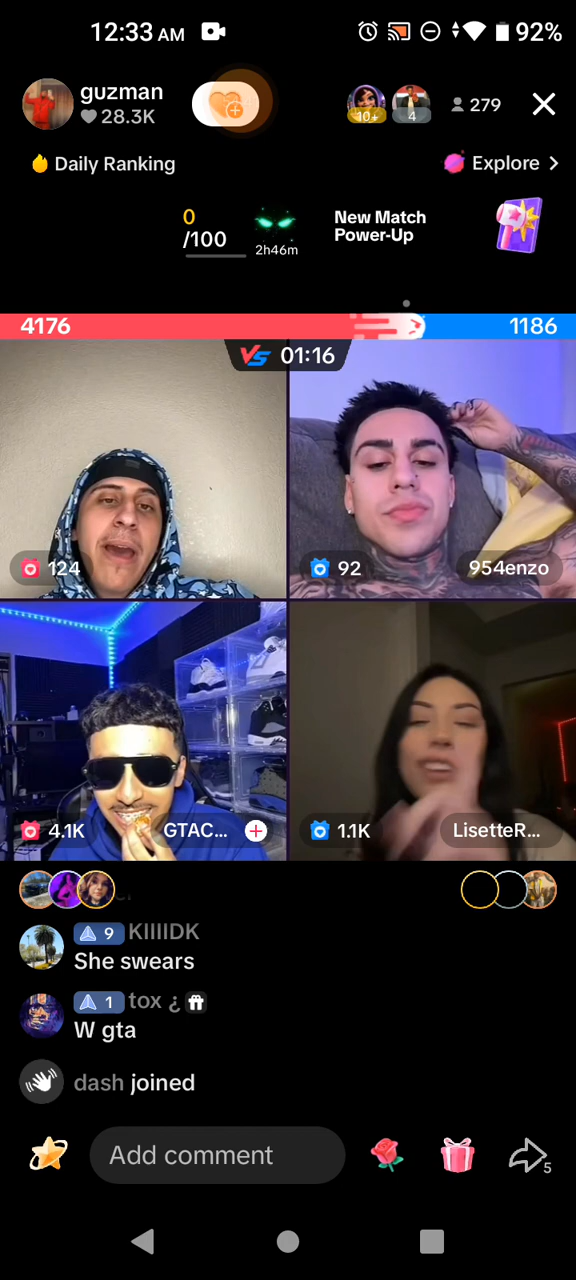 12:33 AM
92%
guzman
28.3K
10+
4
279
Daily Ranking
Explore
0
/100
2h46m
New Match
Power-Up
4176
1186
VS 01:16
124
92
954enzo
4.1K
GTAC...
1.1K
LisetteR...
9 KIIIIDK
She swears
1 tox ¿
W gta
dash joined
Add comment
5